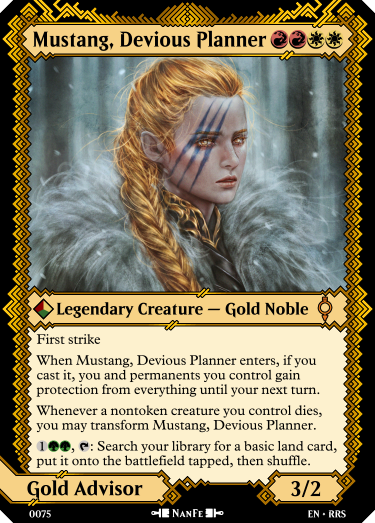 Mustang, Devious Planner
Legendary Creature — Gold Noble
First strike
When Mustang, Devious Planner enters, if you
cast it, you and permanents you control gain
protection from everything until your next turn.
Whenever a nontoken creature you control dies,
you may transform Mustang, Devious Planner.
1, : Search your library for a basic land card,
put it onto the battlefield tapped, then shuffle.
Gold Advisor
3/2
0075
NanFe
EN • RRS